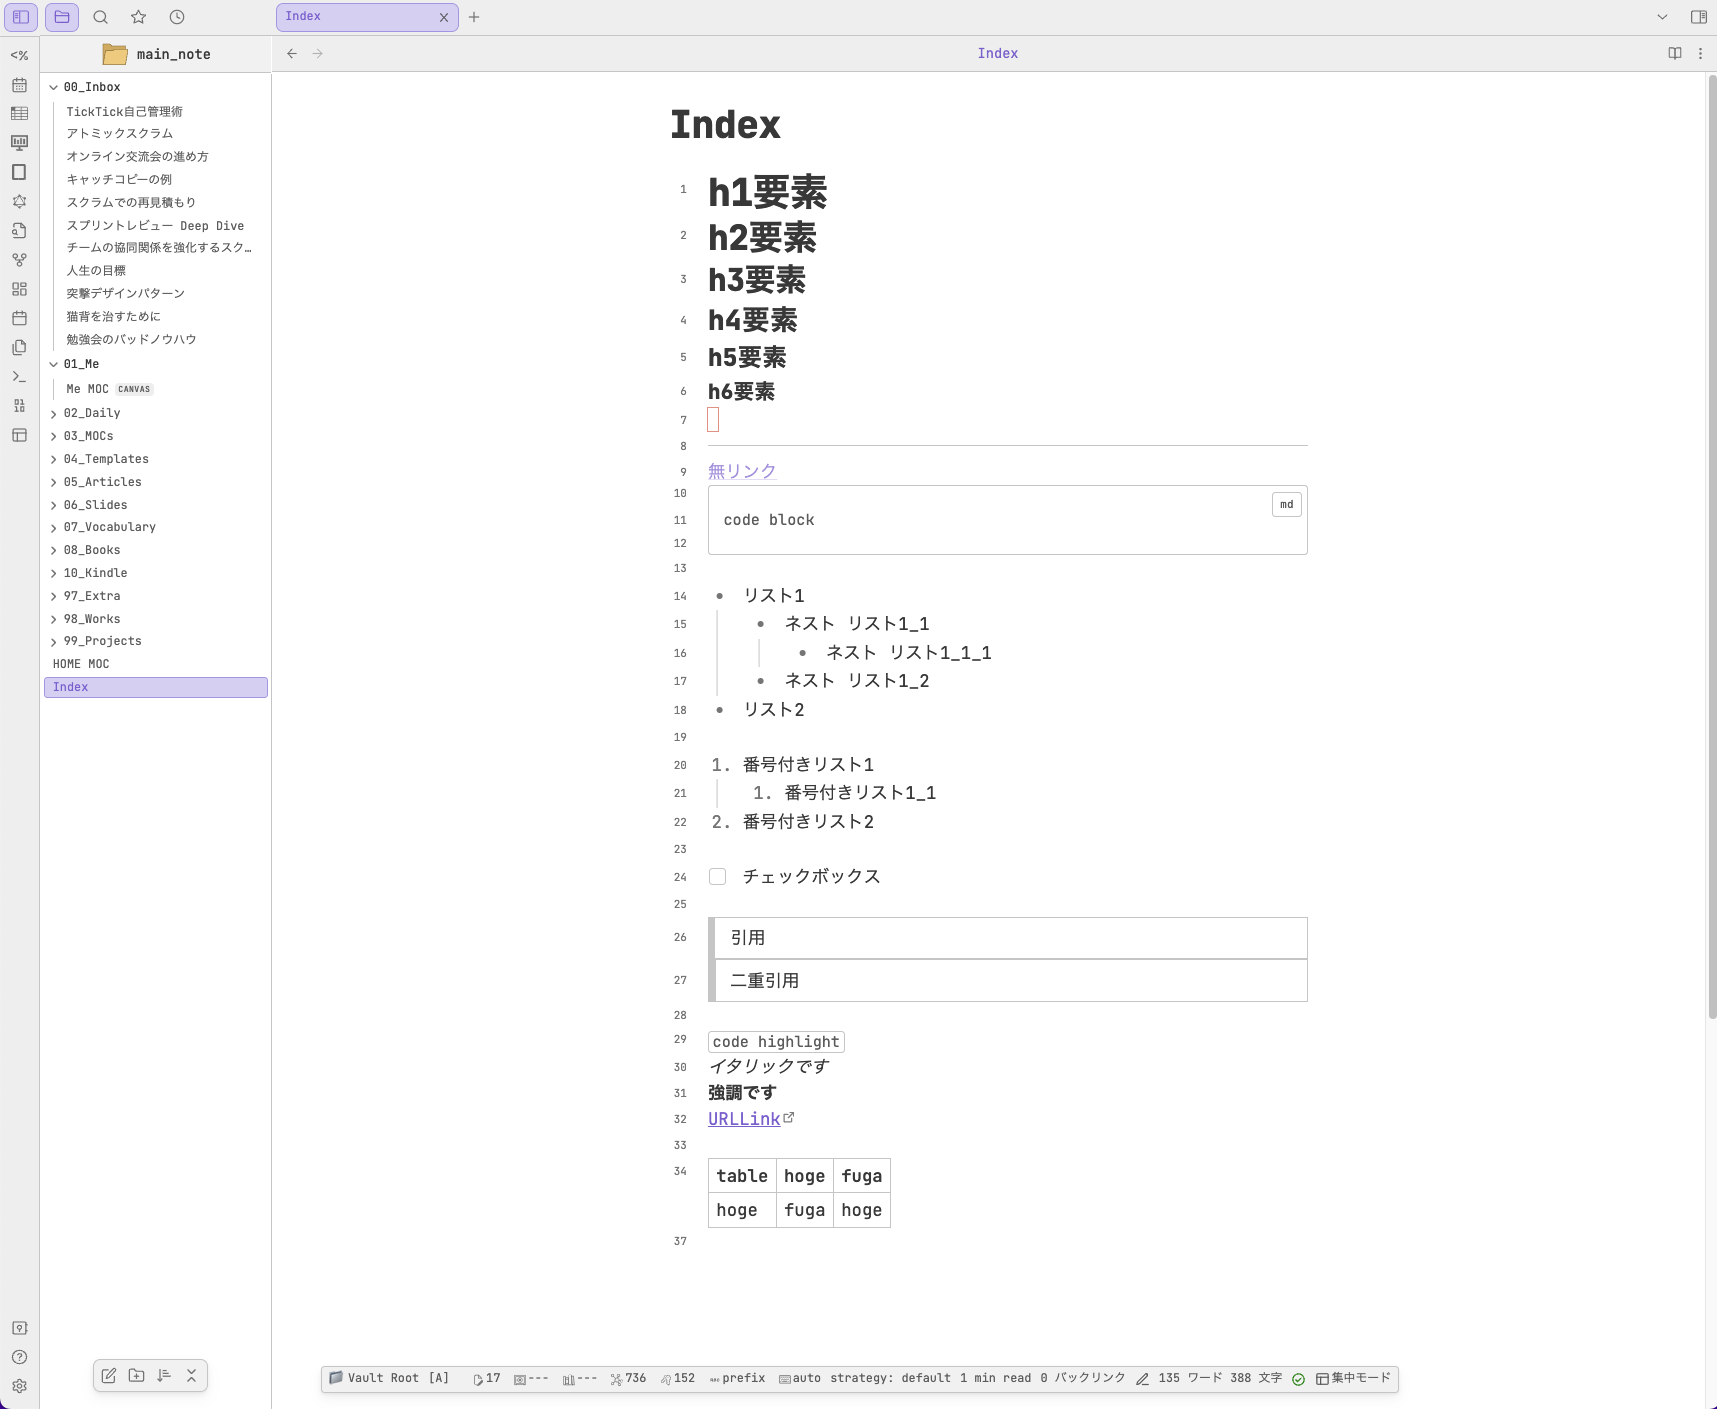 Index
<%
main_note
Index
00_Inbox
TickTick自己管理術
アトミックスクラム
オンライン交流会の進め方
キャッチコピーの例
スクラムでの再見積もり
スプリントレビュー Deep Dive
チームの協同関係を強化するスク…
人生の目標
突撃デザインパターン
猫背を治すために
勉強会のバッドノウハウ
01_Me
Me MOC CANVAS
02_Daily
03_MOCs
04_Templates
05_Articles
06_Slides
07_Vocabulary
08_Books
10_Kindle
97_Extra
98_Works
99_Projects
HOME MOC
Index
Index
1 h1要素
2 h2要素
3 h3要素
4 h4要素
5 h5要素
6 h6要素
7
8
9 無リンク
10 md
11 code block
12
13
14 • リスト1
15 • ネスト リスト1_1
16 • ネスト リスト1_1_1
17 • ネスト リスト1_2
18 • リスト2
19
20 1. 番号付きリスト1
21 1. 番号付きリスト1_1
22 2. 番号付きリスト2
23
24 チェックボックス
25
26 引用
27 二重引用
28
29 code highlight
30 イタリックです
31 強調です
32 URLLink
33
34 table hoge fuga
hoge fuga hoge
37
Vault Root [A] 17 --- --- 736 152 prefix auto strategy: default 1 min read 0 バックリンク 135 ワード 388 文字 集中モード